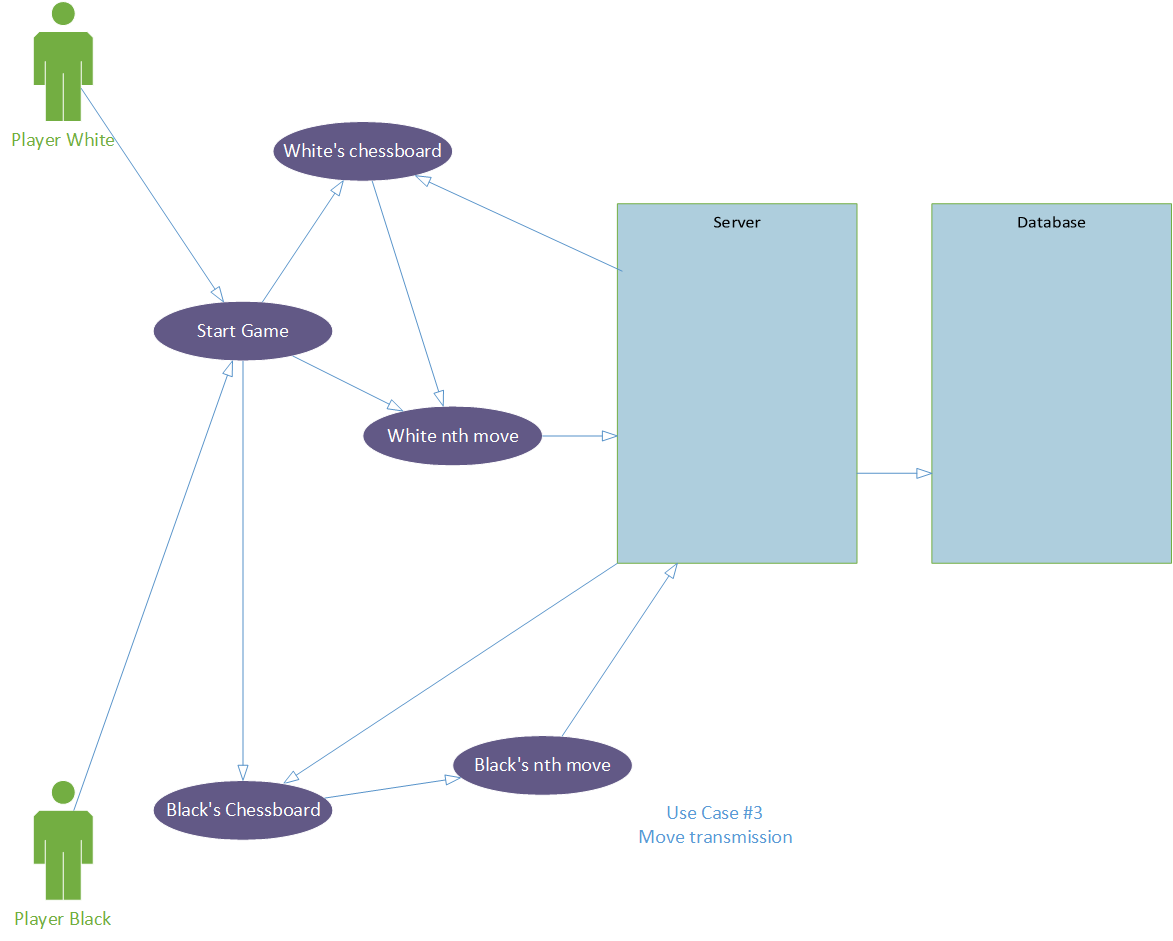 Player White
White's chessboard
Server
Database
Start Game
White nth move
Black's nth move
Black's Chessboard
Use Case #3
Move transmission
Player Black